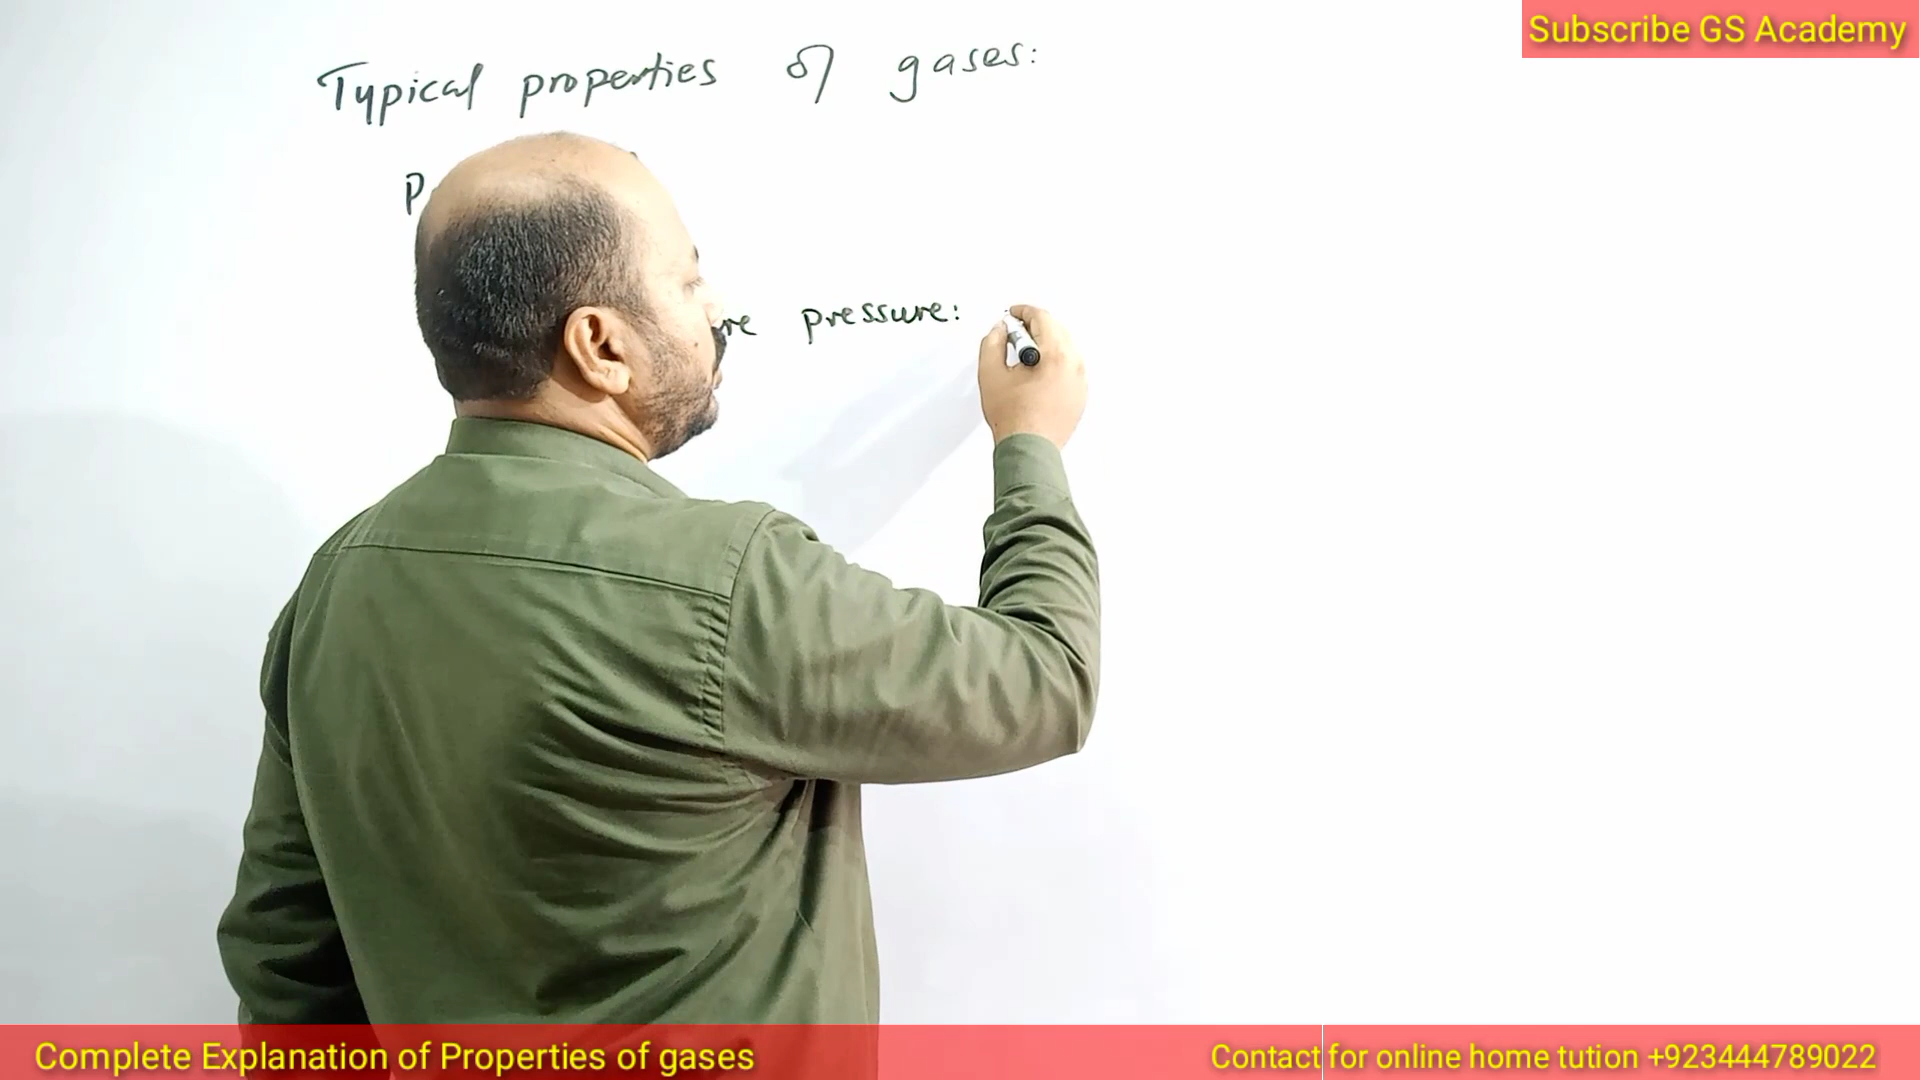 Subscribe GS Academy
Typical properties of gases:
P
re pressure:
Complete Explanation of Properties of gases
Contact for online home tution +923444789022